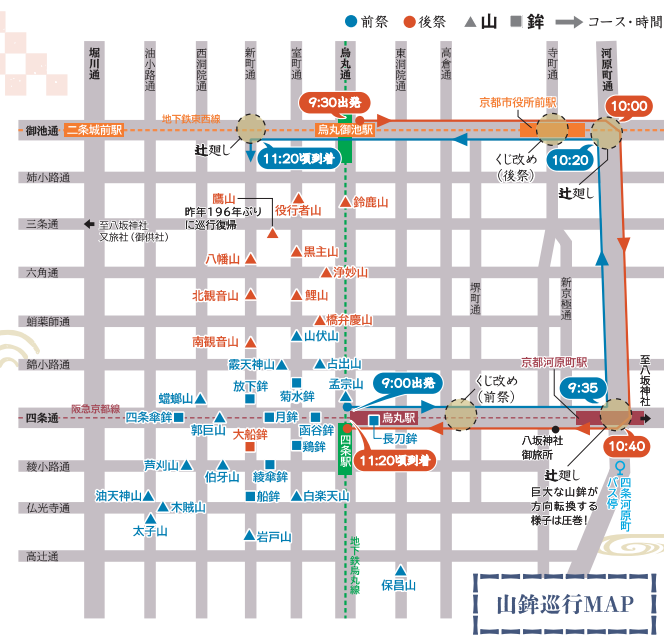 前祭 後祭 山 鉾 コース・時間
堀川通
油小路通
西洞院通
新町通
室町通
烏丸通
東洞院通
高倉通
寺町通
河原町通
9:30出発
京都市役所前駅
10:00
地下鉄東西線
御池通
二条城前駅
烏丸御池駅
辻廻し
11:20頃到着
くじ改め
(後祭)
10:20
辻廻し
姉小路通
鷹山
昨年196年ぶり
に巡行復帰
役行者山
鈴鹿山
三条通
至八坂神社
又旅社(御供社)
八幡山
黒主山
浄妙山
六角通
北観音山
鯉山
堺町通
新京極通
蛸薬師通
橋弁慶山
南観音山
山伏山
錦小路通
霰天神山
占出山
京都河原町駅
至八坂神社
放下鉾
菊水鉾
孟宗山
9:00出発
くじ改め
(前祭)
9:35
蟷螂山
阪急京都線
四条通
四条傘鉾
郭巨山
月鉾
函谷鉾
烏丸駅
大船鉾
鶏鉾
四条駅
長刀鉾
八坂神社
御旅所
10:40
11:20頃到着
綾小路通
芦刈山
伯牙山
綾傘鉾
辻廻し
巨大な山鉾が
方向転換する
様子は圧巻!
四条河原町
バス停
油天神山
船鉾
白楽天山
仏光寺通
木賊山
太子山
岩戸山
地下鉄烏丸線
高辻通
保昌山
山鉾巡行MAP